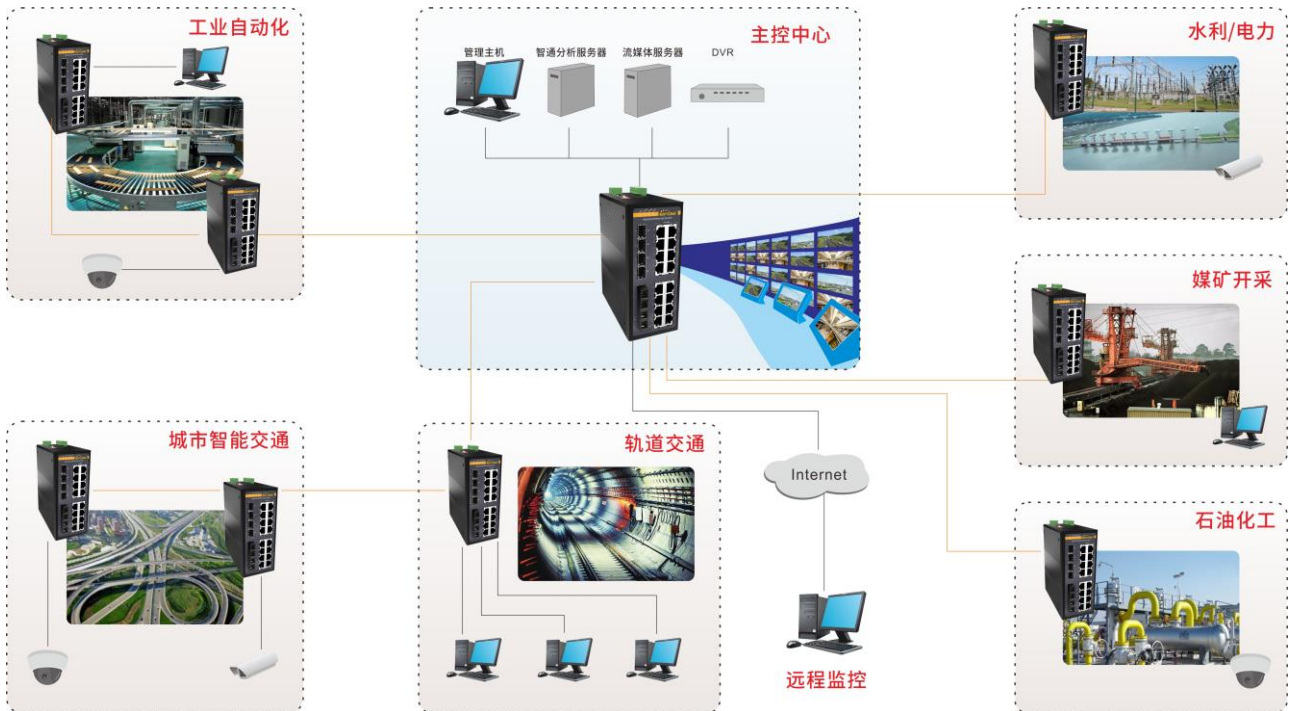 工业自动化
主控中心
水利/电力
管理主机
智通分析服务器
流媒体服务器
DVR
媒矿开采
城市智能交通
轨道交通
Internet
石油化工
远程监控